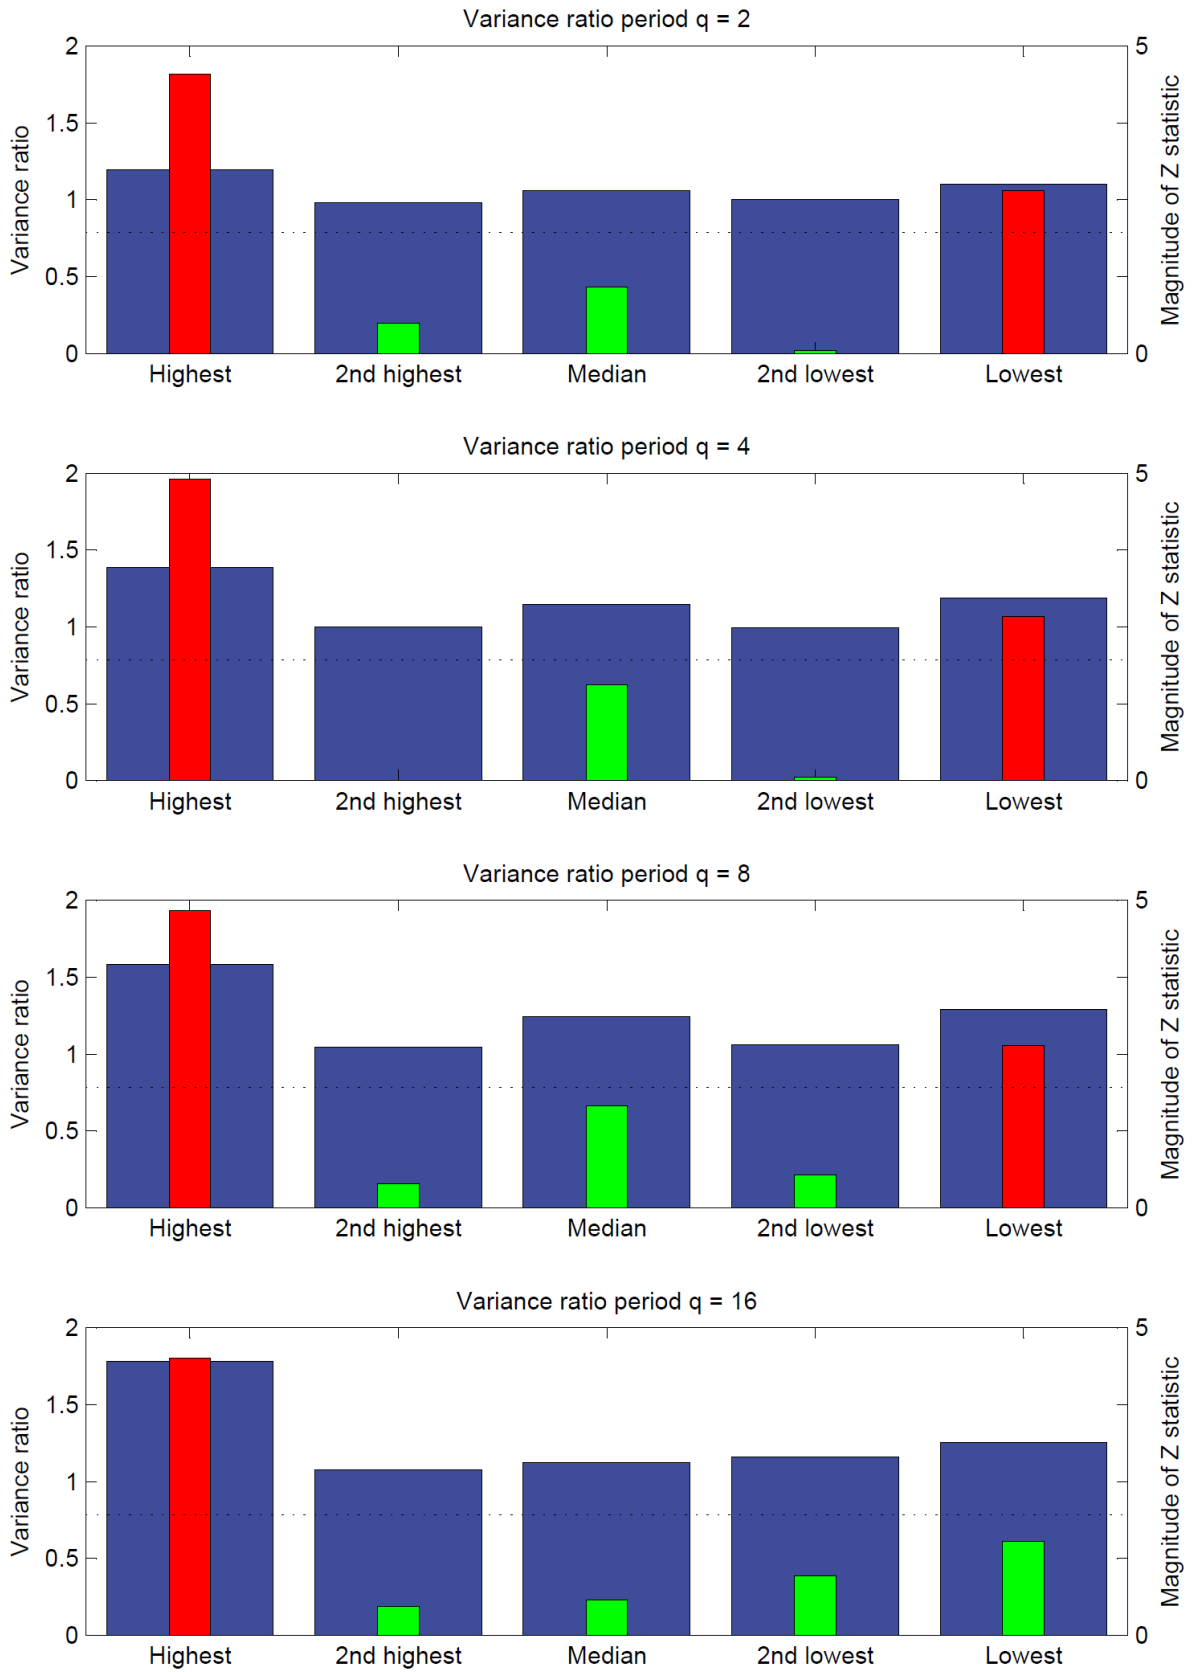 Variance ratio period q = 2
Variance ratio
Magnitude of Z statistic
2
1.5
1
0.5
0
5
0
Highest 2nd highest Median 2nd lowest Lowest
Variance ratio period q = 4
Variance ratio
Magnitude of Z statistic
2
1.5
1
0.5
0
5
0
Highest 2nd highest Median 2nd lowest Lowest
Variance ratio period q = 8
Variance ratio
Magnitude of Z statistic
2
1.5
1
0.5
0
5
0
Highest 2nd highest Median 2nd lowest Lowest
Variance ratio period q = 16
Variance ratio
Magnitude of Z statistic
2
1.5
1
0.5
0
5
0
Highest 2nd highest Median 2nd lowest Lowest